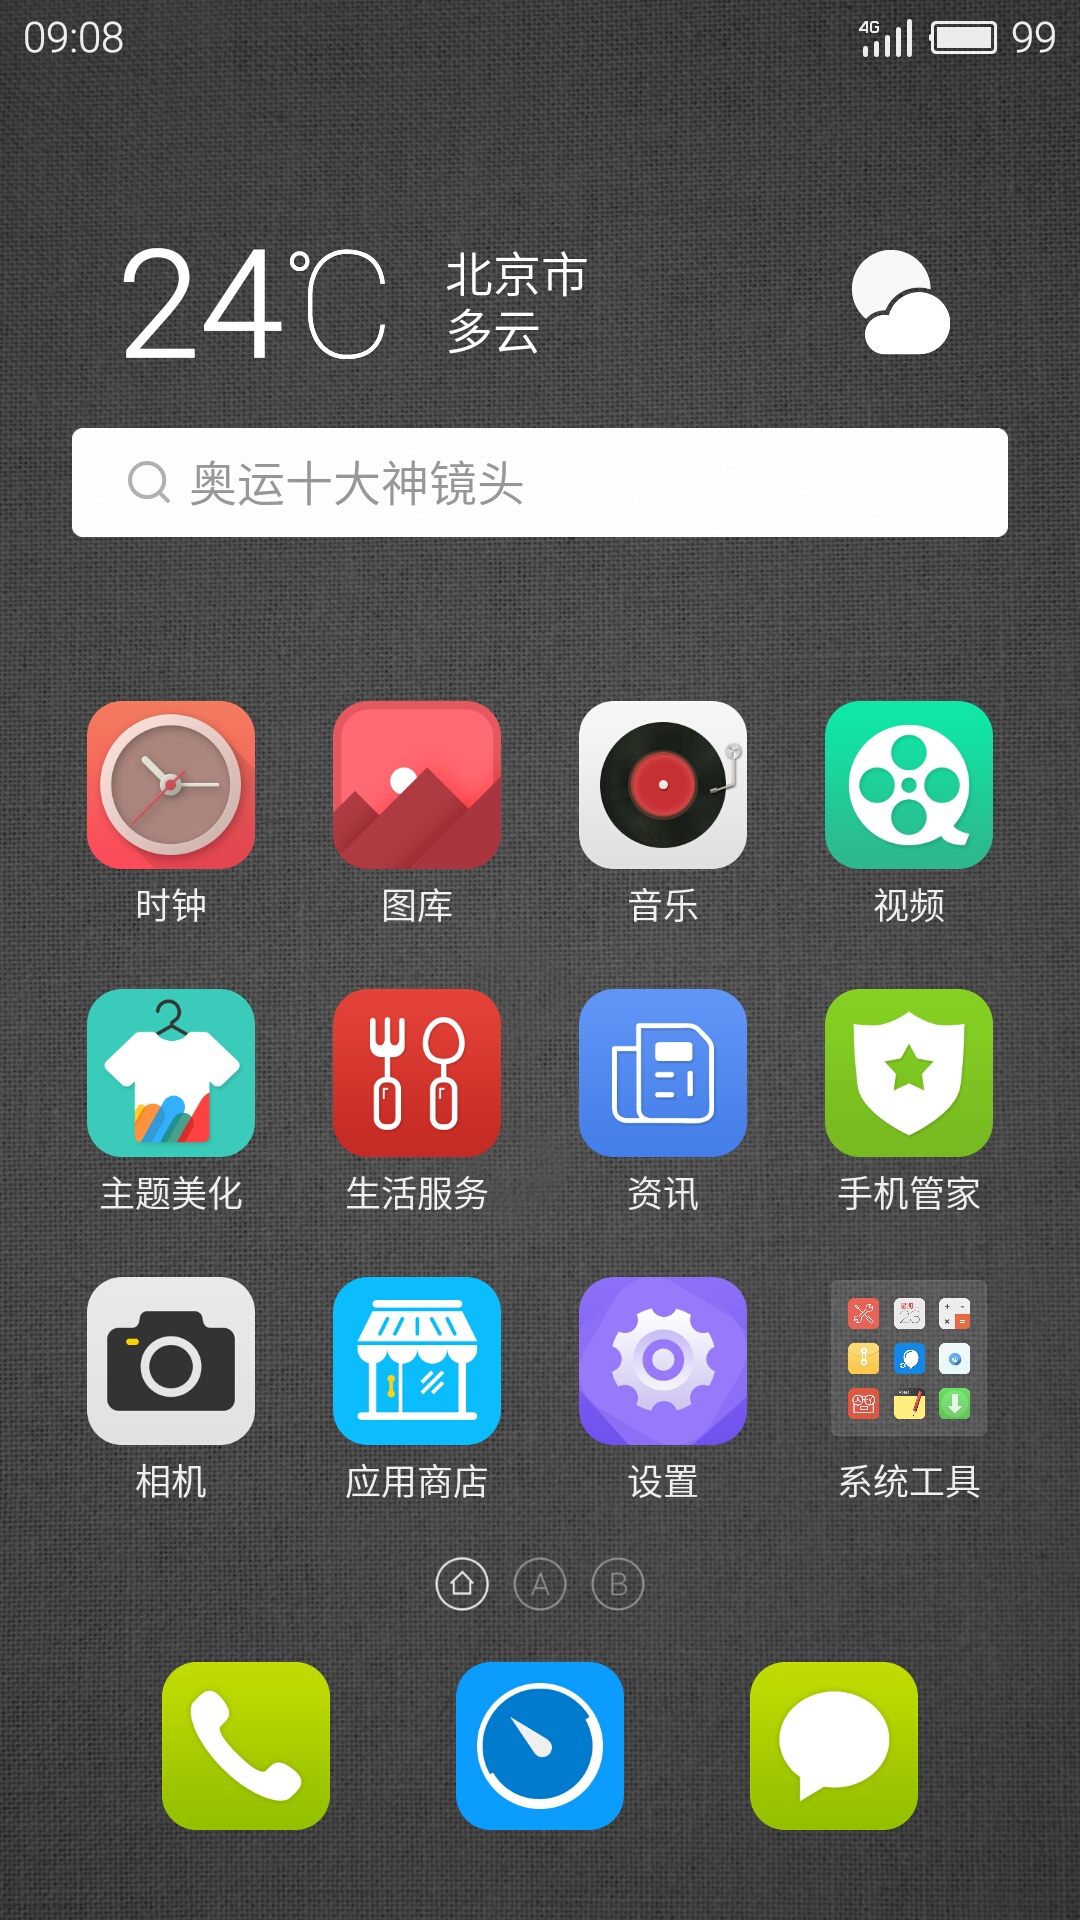 09:08
4G
99
24℃
北京市
多云
奥运十大神镜头
时钟
图库
音乐
视频
主题美化
生活服务
资讯
手机管家
23
相机
应用商店
设置
系统工具
A
B